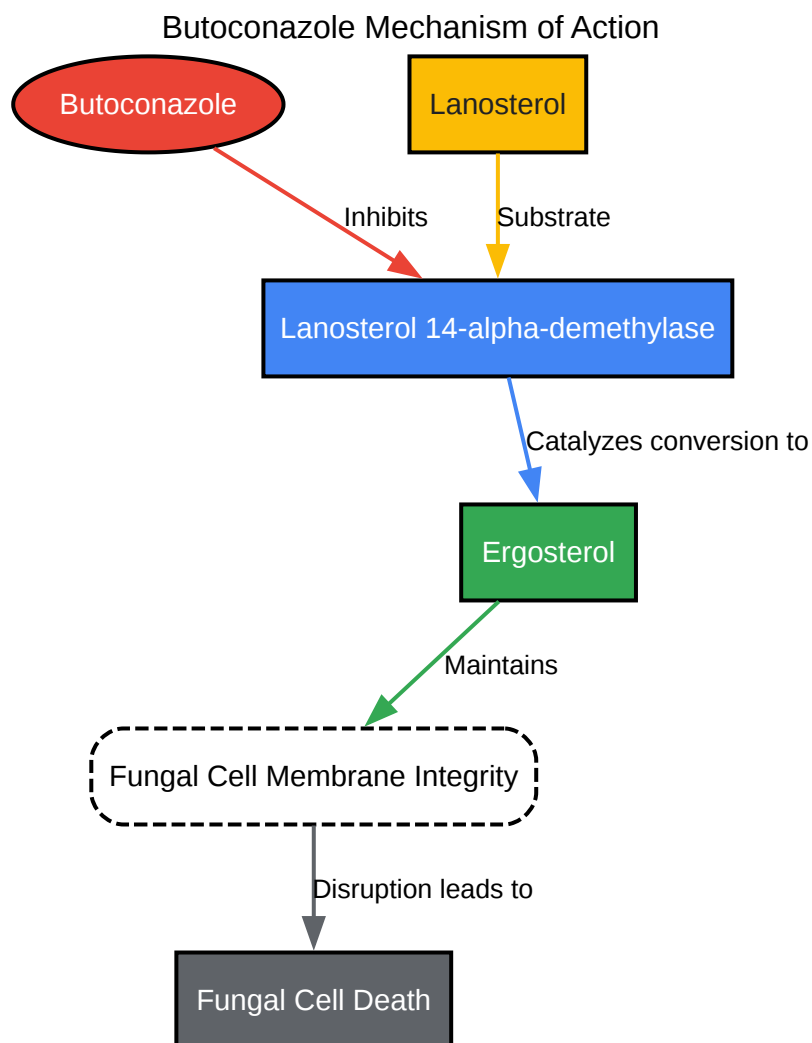 Butoconazole Mechanism of Action
Butoconazole
Lanosterol
Inhibits
Substrate
Lanosterol 14-alpha-demethylase
Catalyzes conversion to
Ergosterol
Maintains
Fungal Cell Membrane Integrity
Disruption leads to
Fungal Cell Death